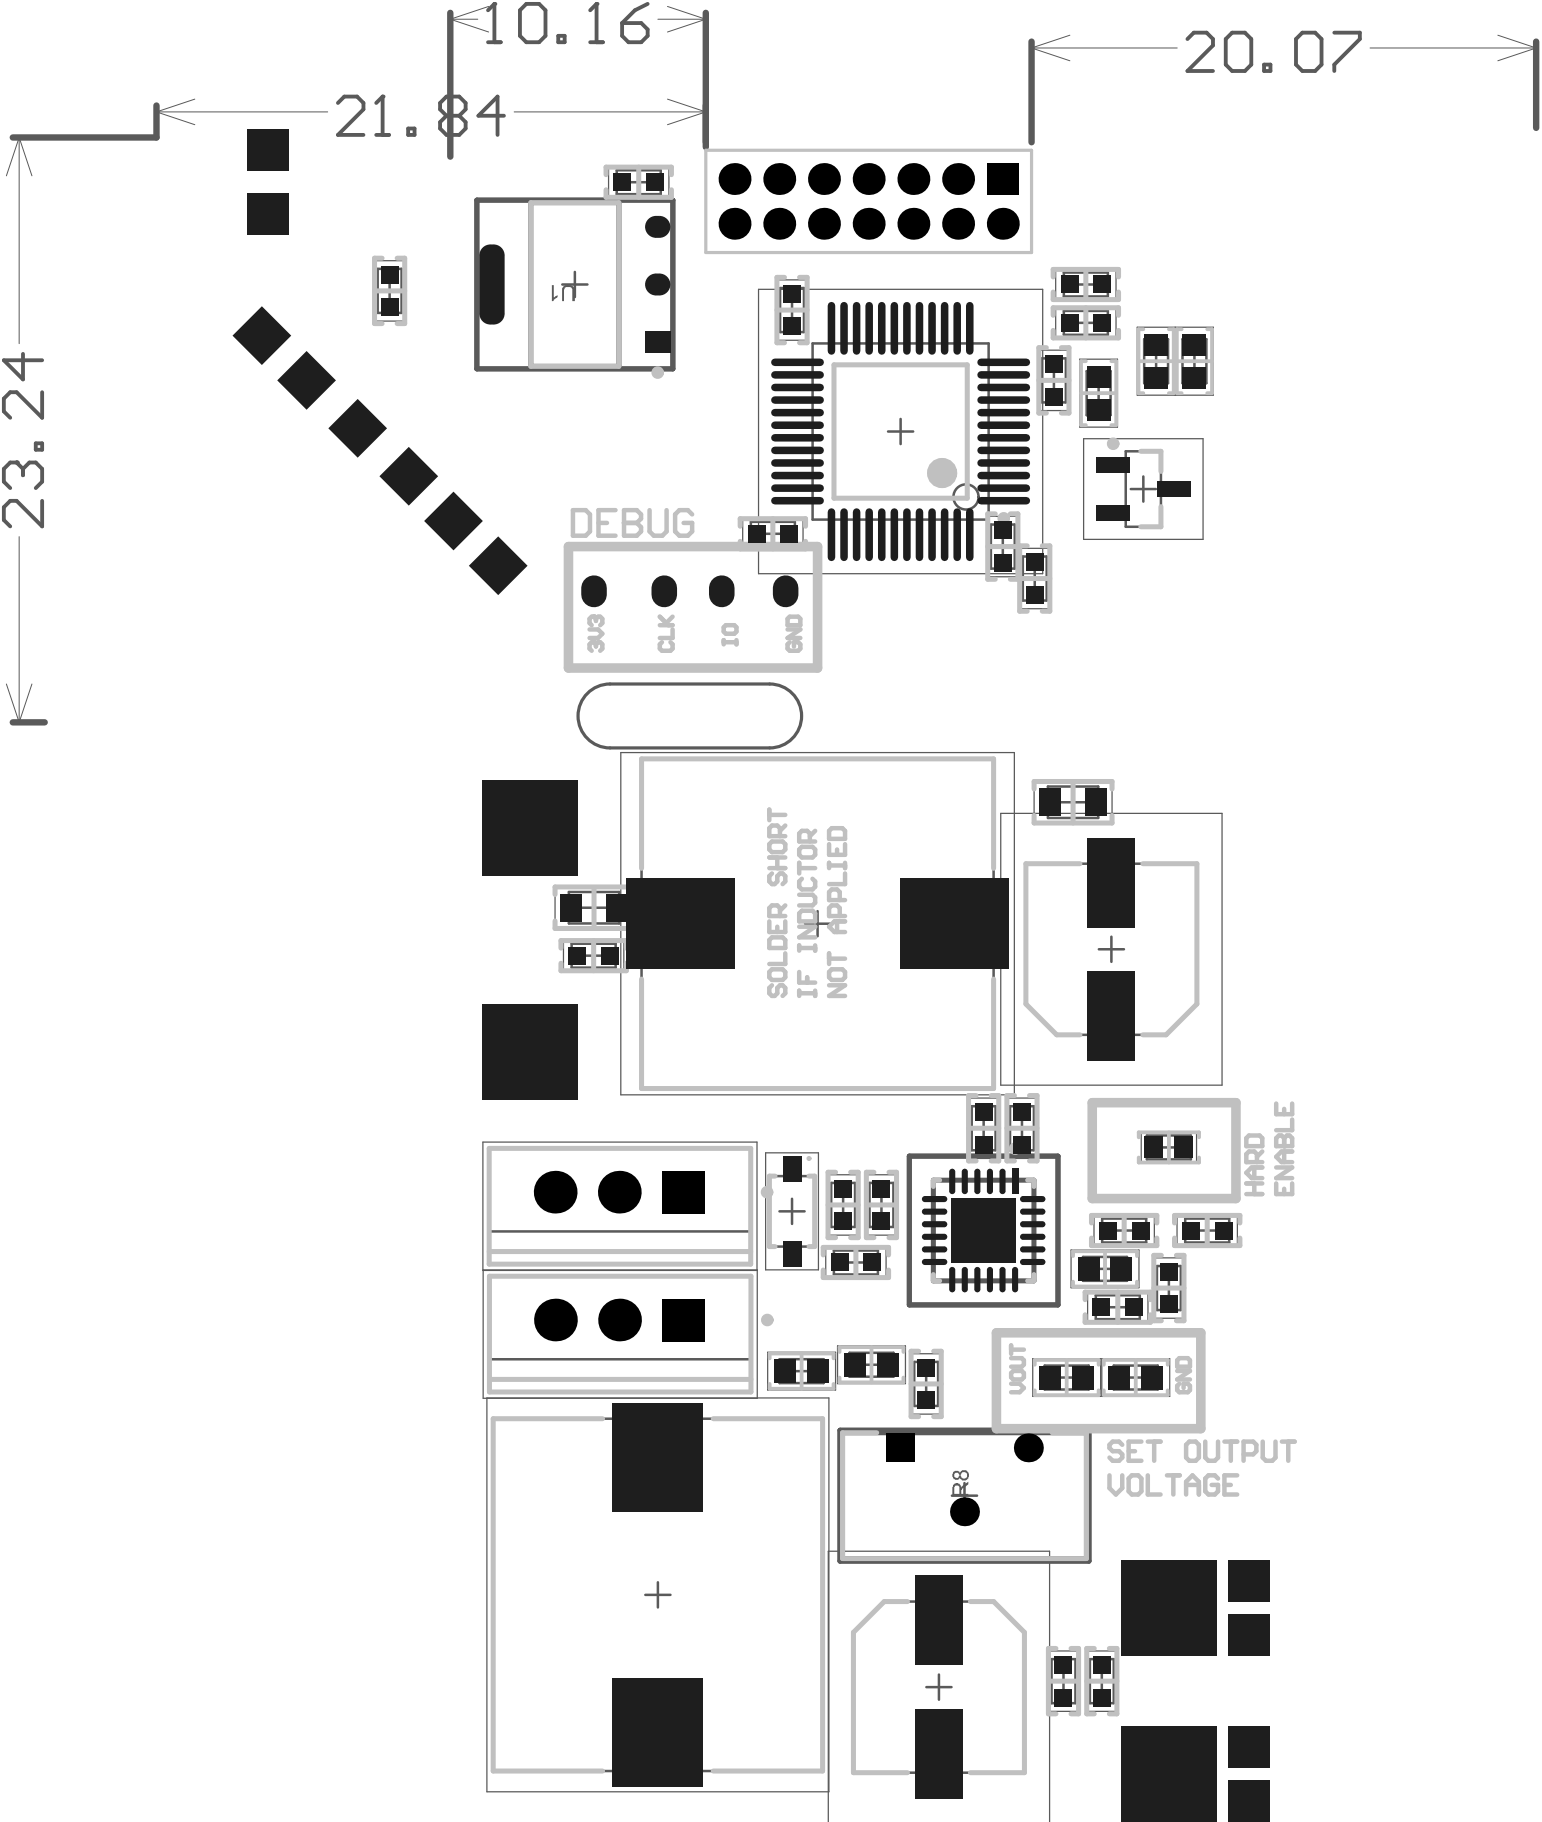 10.16
20.07
21.84
23.24
U1
DEBUG
3V3
CLK
IO
GND
SOLDER SHORT
IF INDUCTOR
NOT APPLIED
HARD
ENABLE
VOUT
GND
SET OUTPUT
VOLTAGE
R8